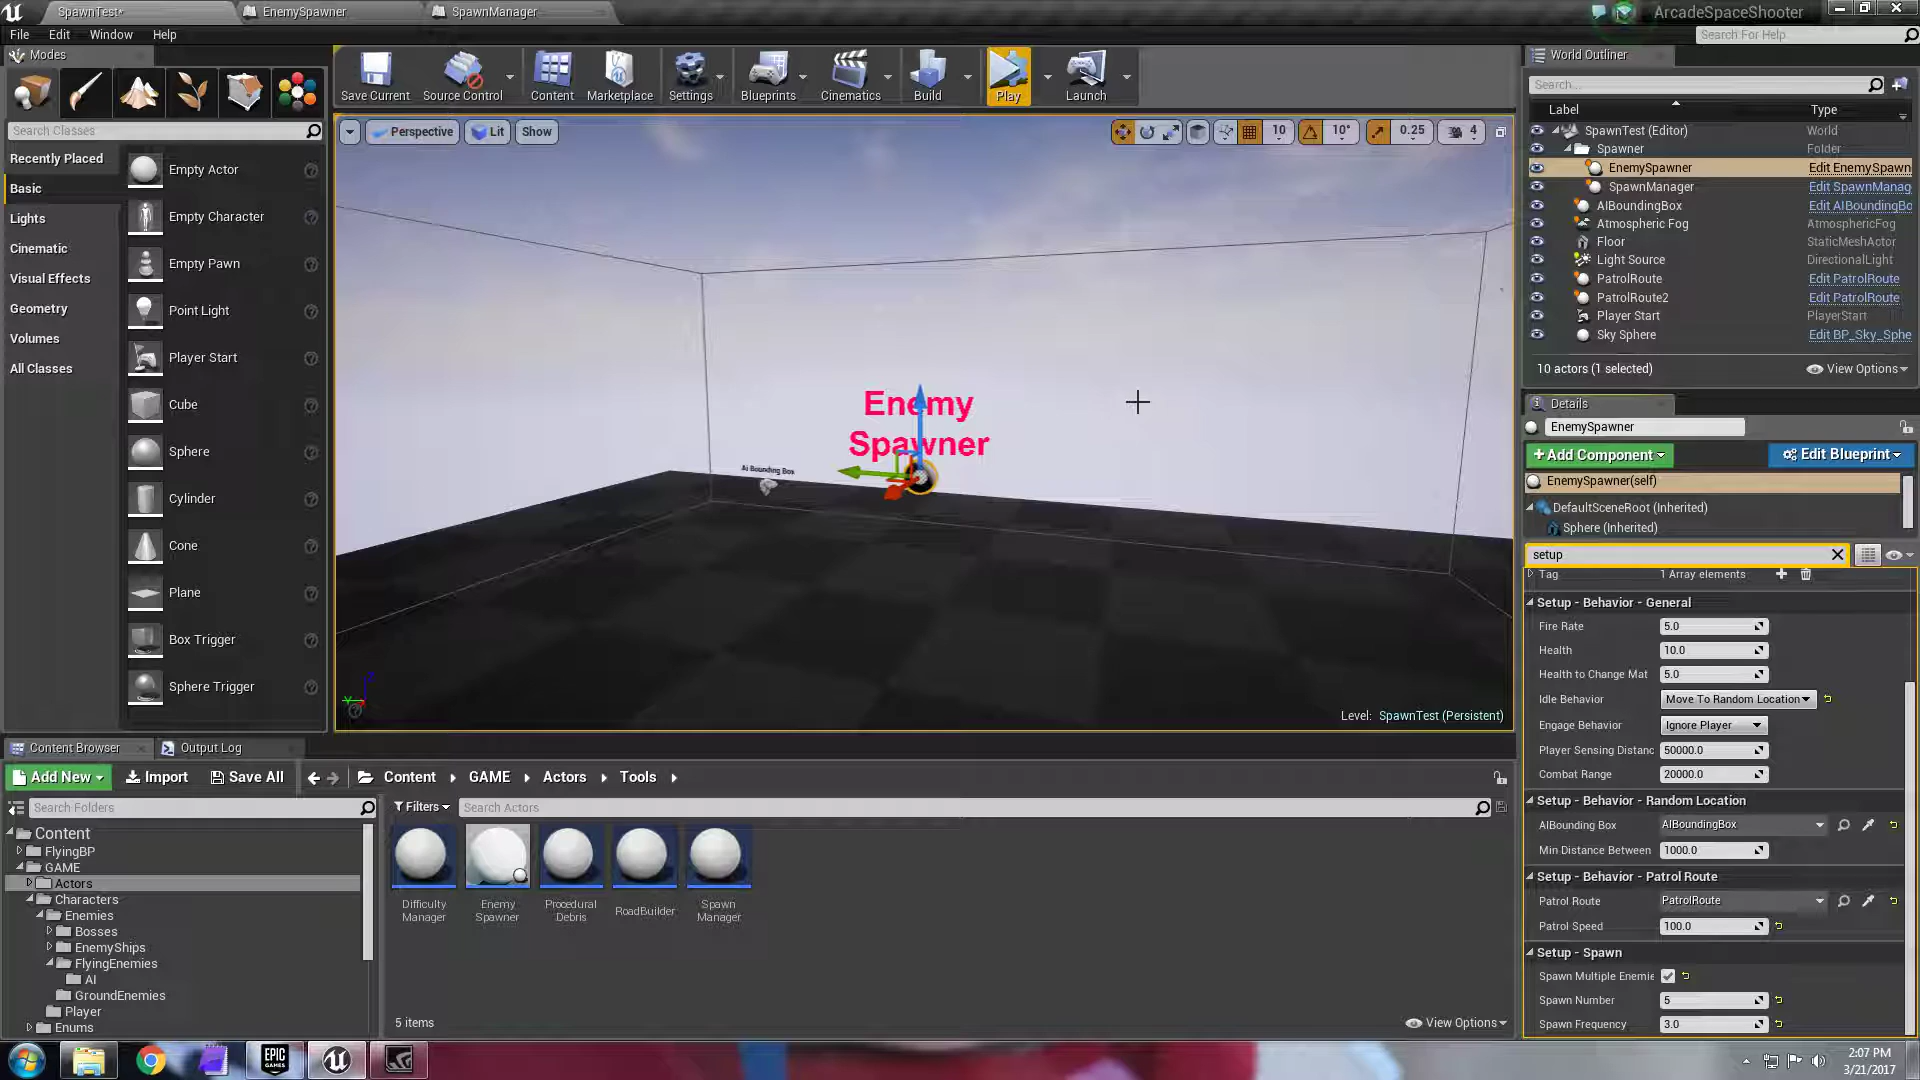 SpawnTest*
EnemySpawner
SpawnManager
ArcadeSpaceShooter
File Edit Window Help
Search For Help
Modes
Save Current
Source Control
Content
Marketplace
Settings
Blueprints
Cinematics
Build
Play
Launch
Search Classes
Recently Placed
Basic
Lights
Cinematic
Visual Effects
Geometry
Volumes
All Classes
Empty Actor
Empty Character
Empty Pawn
Point Light
Player Start
Cube
Sphere
Cylinder
Cone
Plane
Box Trigger
Sphere Trigger
Perspective Lit Show
10 10° 0.25 4
Enemy
Spawner
Ai Bounding Box
Level: SpawnTest (Persistent)
World Outliner
Search...
Label Type
SpawnTest (Editor) World
Spawner Folder
EnemySpawner Edit EnemySpawn
SpawnManager Edit SpawnManag
AIBoundingBox Edit AIBoundingBo
Atmospheric Fog AtmosphericFog
Floor StaticMeshActor
Light Source DirectionalLight
PatrolRoute Edit PatrolRoute
PatrolRoute2 Edit PatrolRoute
Player Start PlayerStart
Sky Sphere Edit BP_Sky_Sphe
10 actors (1 selected) View Options
Details
EnemySpawner
+Add Component Edit Blueprint
EnemySpawner(self)
DefaultSceneRoot (Inherited)
Sphere (Inherited)
setup
Tag 1 Array elements
Setup - Behavior - General
Fire Rate 5.0
Health 10.0
Health to Change Mat 5.0
Idle Behavior Move To Random Location
Engage Behavior Ignore Player
Player Sensing Distanc 50000.0
Combat Range 20000.0
Setup - Behavior - Random Location
AIBounding Box AIBoundingBox
Min Distance Between 1000.0
Setup - Behavior - Patrol Route
Patrol Route PatrolRoute
Patrol Speed 100.0
Setup - Spawn
Spawn Multiple Enemie
Spawn Number 5
Spawn Frequency 3.0
Content Browser Output Log
Add New Import Save All Content GAME Actors Tools
Search Folders
Filters Search Actors
Content
FlyingBP
GAME
Actors
Characters
Enemies
Bosses
EnemyShips
FlyingEnemies
AI
GroundEnemies
Player
Enums
Difficulty
Manager
Enemy
Spawner
Procedural
Debris
RoadBuilder
Spawn
Manager
5 items View Options
EPIC
GAMES
2:07 PM
3/21/2017